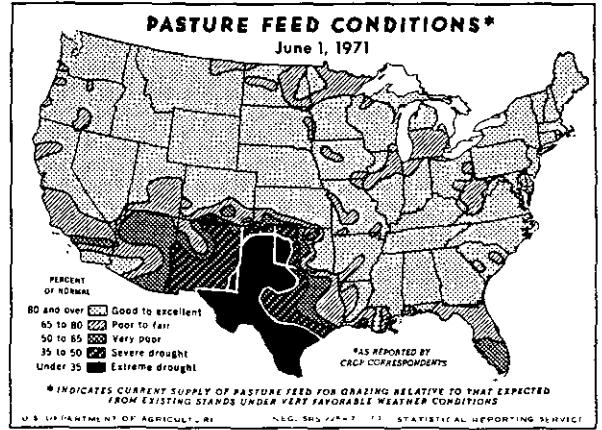 PASTURE FEED CONDITIONS*
June 1, 1971
PERCENT
OF NORMAL
80 and over Good to excellent
65 to 80 Poor to fair
50 to 65 Very poor
35 to 50 Severe drought
Under 35 Extreme drought
*AS REPORTED BY
CROP CORRESPONDENTS
* INDICATES CURRENT SUPPLY OF PASTURE FEED FOR GRAZING RELATIVE TO THAT EXPECTED
FROM EXISTING STANDS UNDER VERY FAVORABLE WEATHER CONDITIONS
U.S. DEPARTMENT OF AGRICULTURE NEG. SRS STATISTICAL REPORTING SERVICE